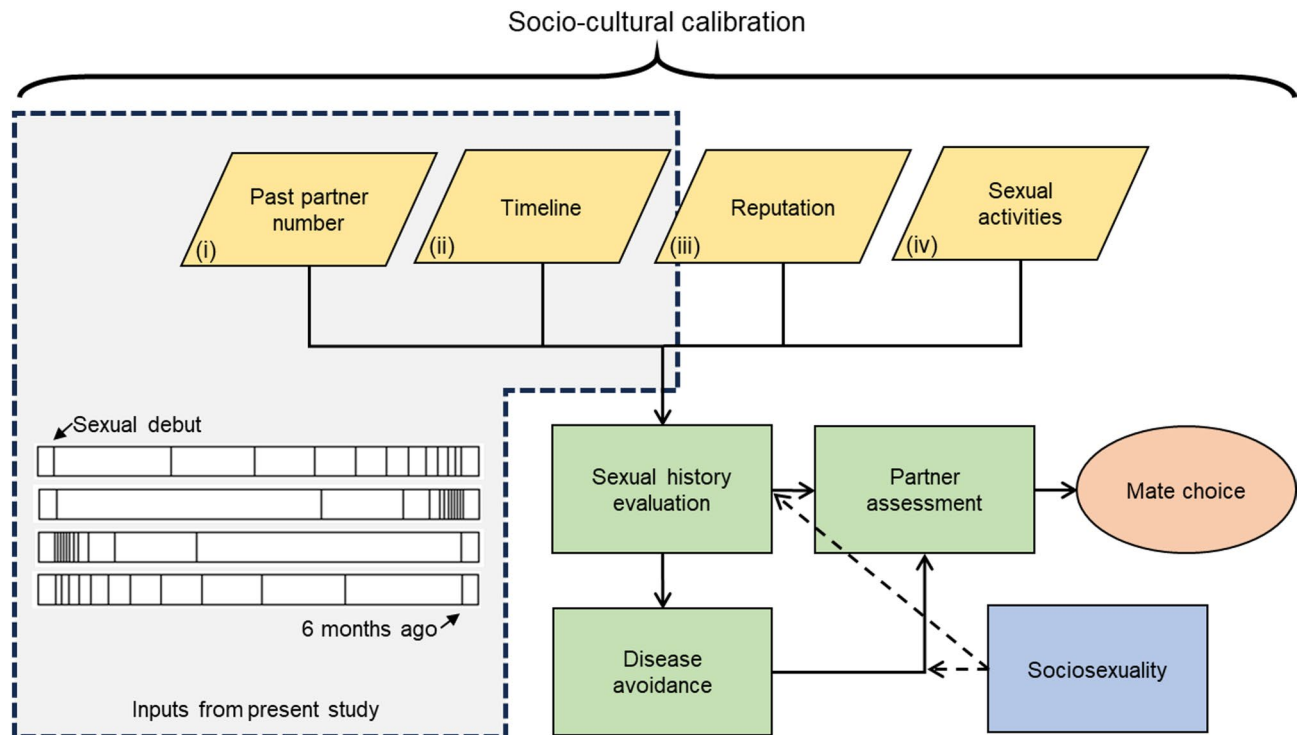 Socio-cultural calibration
Past partner
number
(i)
Timeline
(ii)
Reputation
(iii)
Sexual
activities
(iv)
Sexual debut
6 months ago
Inputs from present study
Sexual history
evaluation
Partner
assessment
Mate choice
Disease
avoidance
Sociosexuality